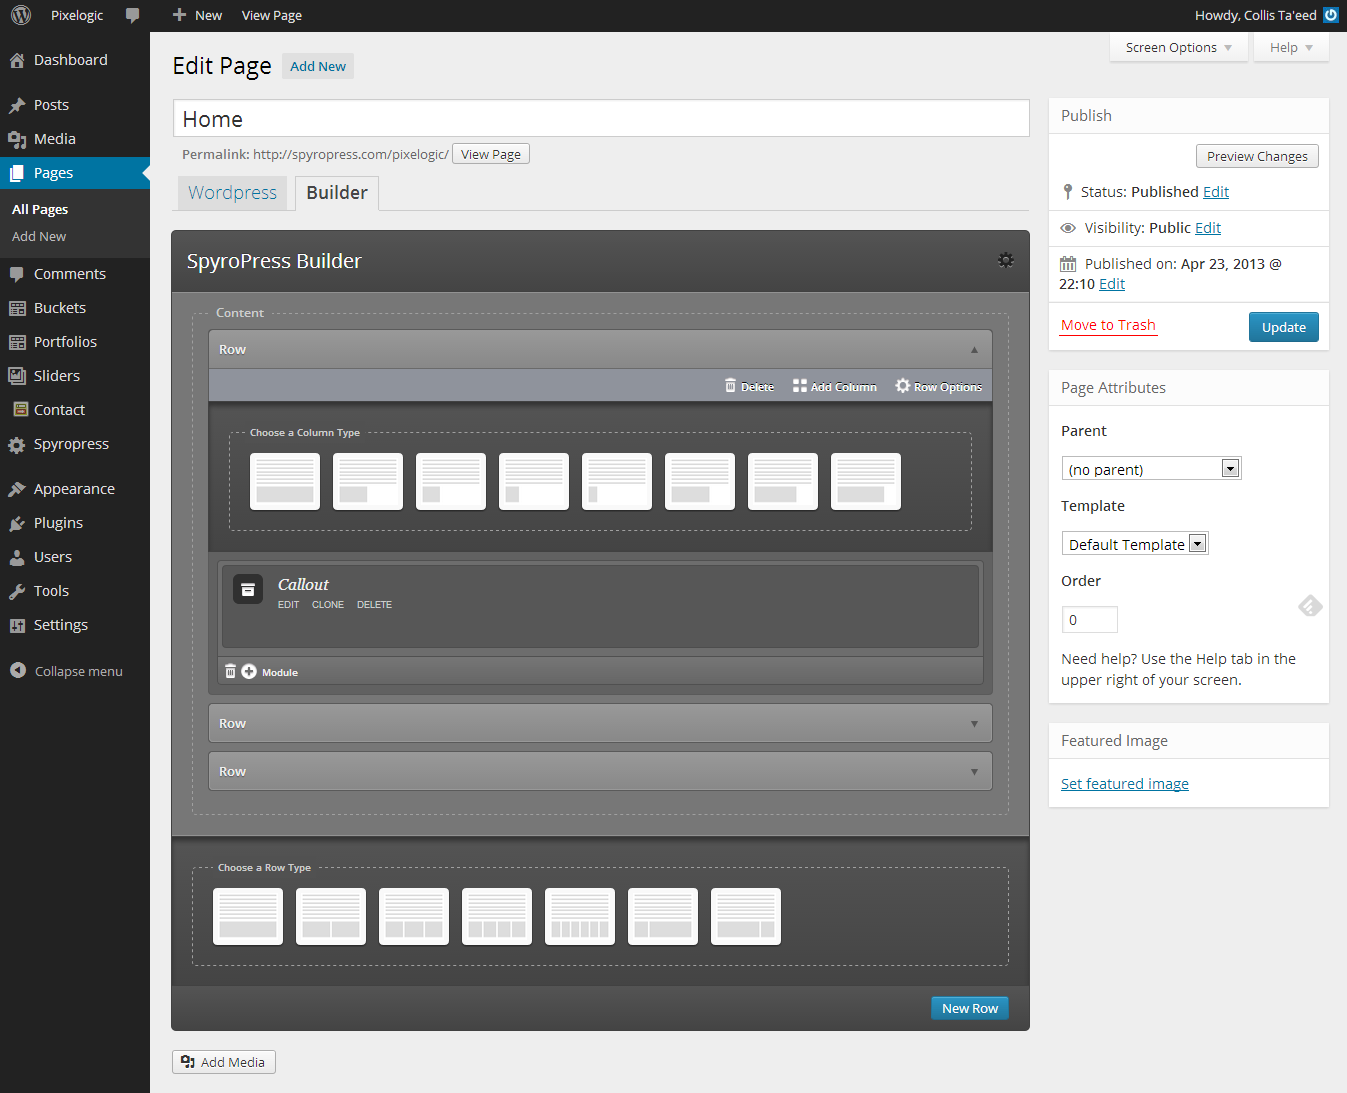 Pixelogic
New
View Page
Howdy, Collis Ta'eed
Dashboard
Posts
Media
Pages
All Pages
Add New
Comments
Buckets
Portfolios
Sliders
Contact
Spyropress
Appearance
Plugins
Users
Tools
Settings
Collapse menu
Screen Options
Help
Edit Page
Add New
Home
Permalink: http://spyropress.com/pixelogic/
View Page
Wordpress
Builder
SpyroPress Builder
Content
Row
Delete
Add Column
Row Options
Choose a Column Type
Callout
EDIT CLONE DELETE
Module
Row
Row
Choose a Row Type
New Row
Add Media
Publish
Preview Changes
Status: Published Edit
Visibility: Public Edit
Published on: Apr 23, 2013 @
22:10 Edit
Move to Trash
Update
Page Attributes
Parent
(no parent)
Template
Default Template
Order
0
Need help? Use the Help tab in the
upper right of your screen.
Featured Image
Set featured image